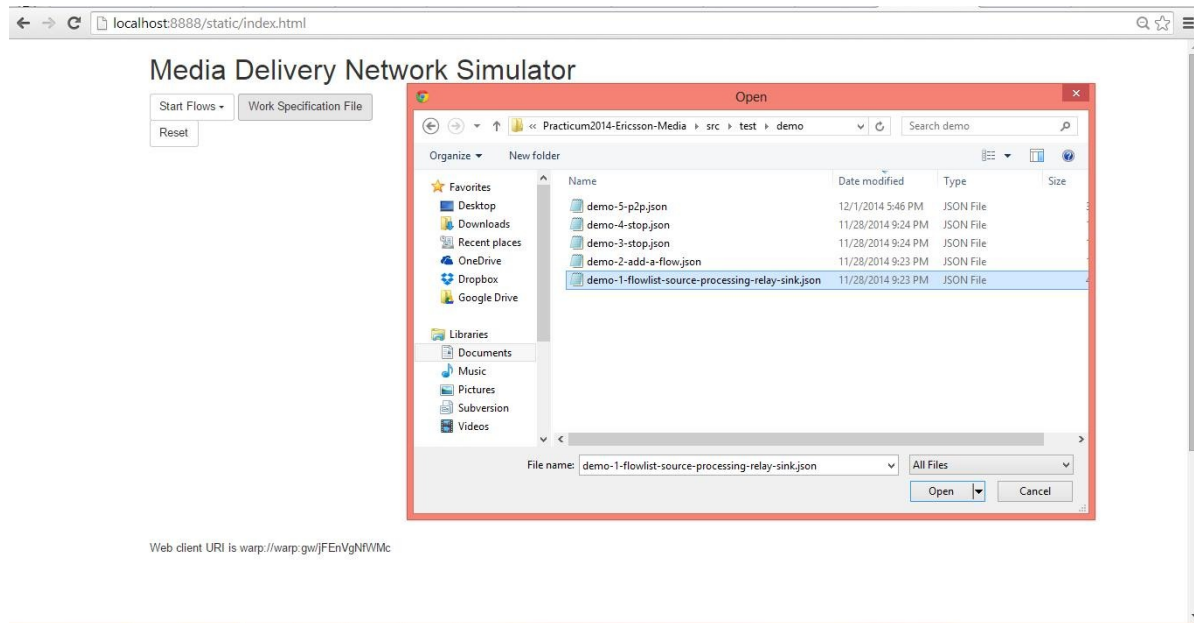 localhost:8888/static/index.html
Media Delivery Network Simulator
Start Flows Work Specification File
Reset
Open
« Practicum2014-Ericsson-Media src test demo Search demo
Organize New folder
Name Date modified Type Size
Favorites
Desktop
Downloads
Recent places
OneDrive
Dropbox
Google Drive
Libraries
Documents
Music
Pictures
Subversion
Videos
demo-5-p2p.json 12/1/2014 5:46 PM JSON File
demo-4-stop.json 11/28/2014 9:24 PM JSON File
demo-3-stop.json 11/28/2014 9:24 PM JSON File
demo-2-add-a-flow.json 11/28/2014 9:23 PM JSON File
demo-1-flowlist-source-processing-relay-sink.json 11/28/2014 9:23 PM JSON File
File name: demo-1-flowlist-source-processing-relay-sink.json All Files
Open Cancel
Web client URI is warp://warp:gw/jFEnVgNfWMc